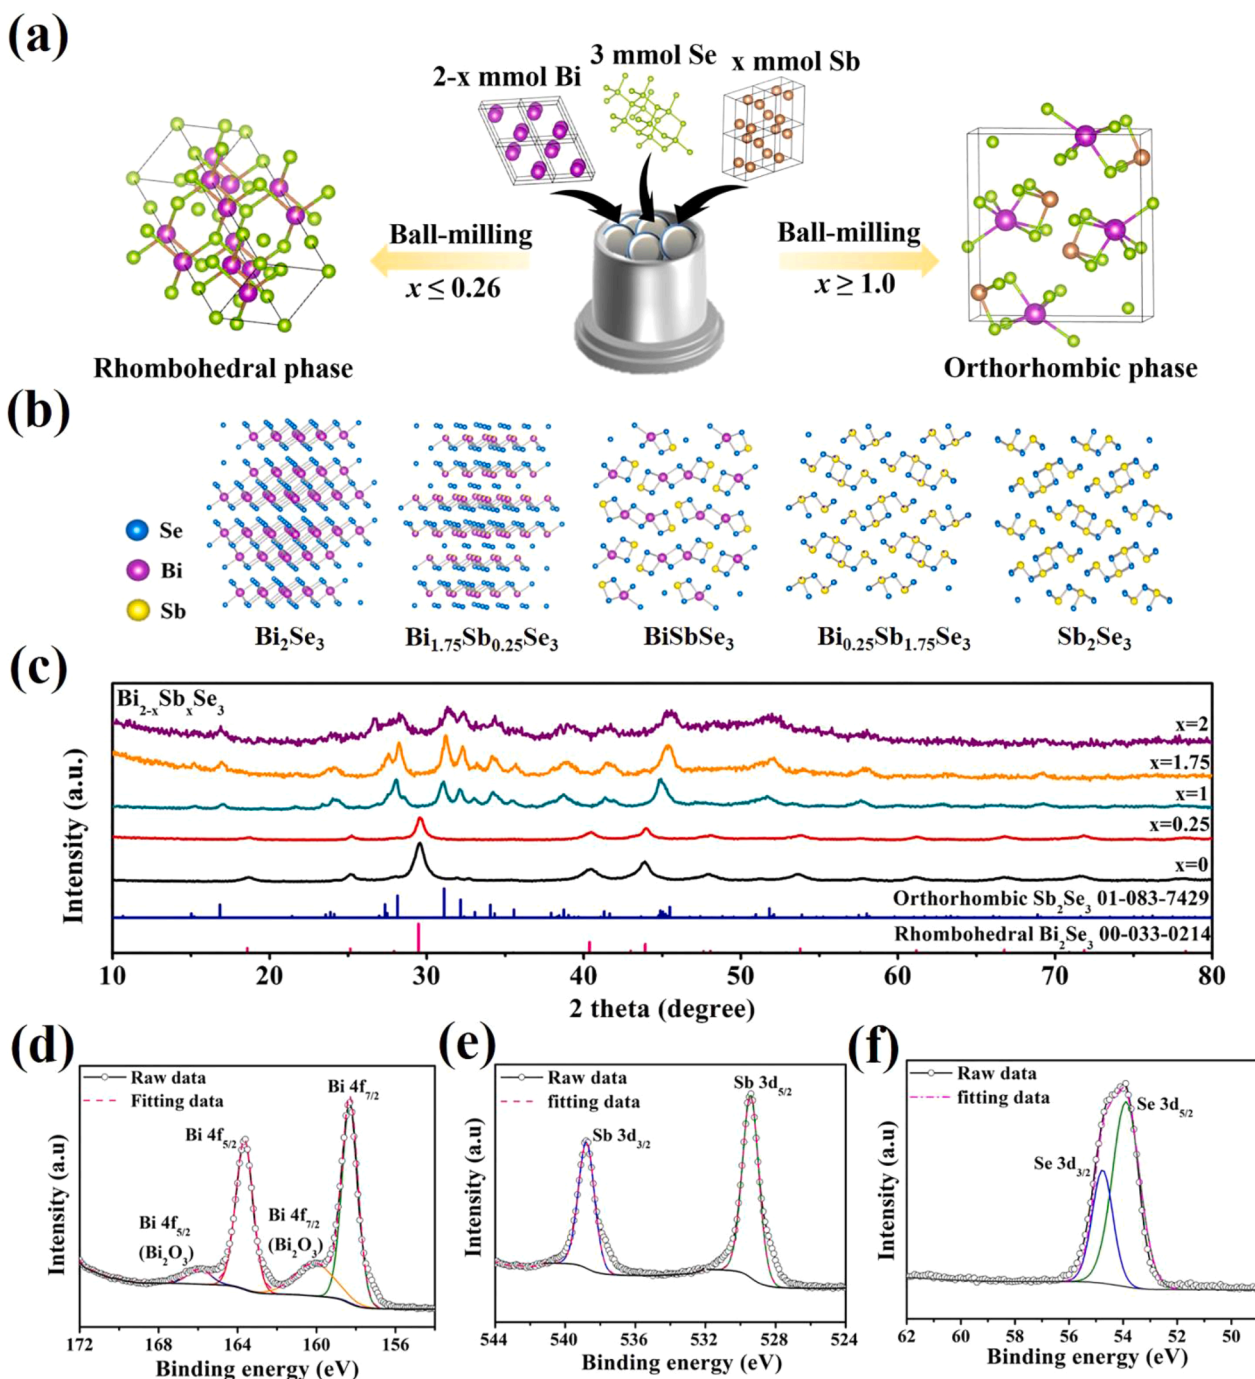 (a)
2-x mmol Bi
3 mmol Se
x mmol Sb
Ball-milling
x ≤ 0.26
Ball-milling
x ≥ 1.0
Rhombohedral phase
Orthorhombic phase
(b)
Se
Bi
Sb
Bi₂Se₃
Bi₁.₇₅Sb₀.₂₅Se₃
BiSbSe₃
Bi₀.₂₅Sb₁.₇₅Se₃
Sb₂Se₃
(c)
Bi₂₋ₓSbₓSe₃
x=2
x=1.75
x=1
x=0.25
x=0
Orthorhombic Sb₂Se₃ 01-083-7429
Rhombohedral Bi₂Se₃ 00-033-0214
Intensity (a.u.)
10 20 30 40 50 60 70 80
2 theta (degree)
(d)
Raw data
Fitting data
Bi 4f₇/₂
Bi 4f₅/₂
Bi 4f₅/₂
(Bi₂O₃)
Bi 4f₇/₂
(Bi₂O₃)
Intensity (a.u)
172 168 164 160 156
Binding energy (eV)
(e)
Raw data
fitting data
Sb 3d₅/₂
Sb 3d₃/₂
Intensity (a.u)
544 540 536 532 528 524
Binding energy (eV)
(f)
Raw data
fitting data
Se 3d₅/₂
Se 3d₃/₂
Intensity (a.u)
62 60 58 56 54 52 50
Binding energy (eV)